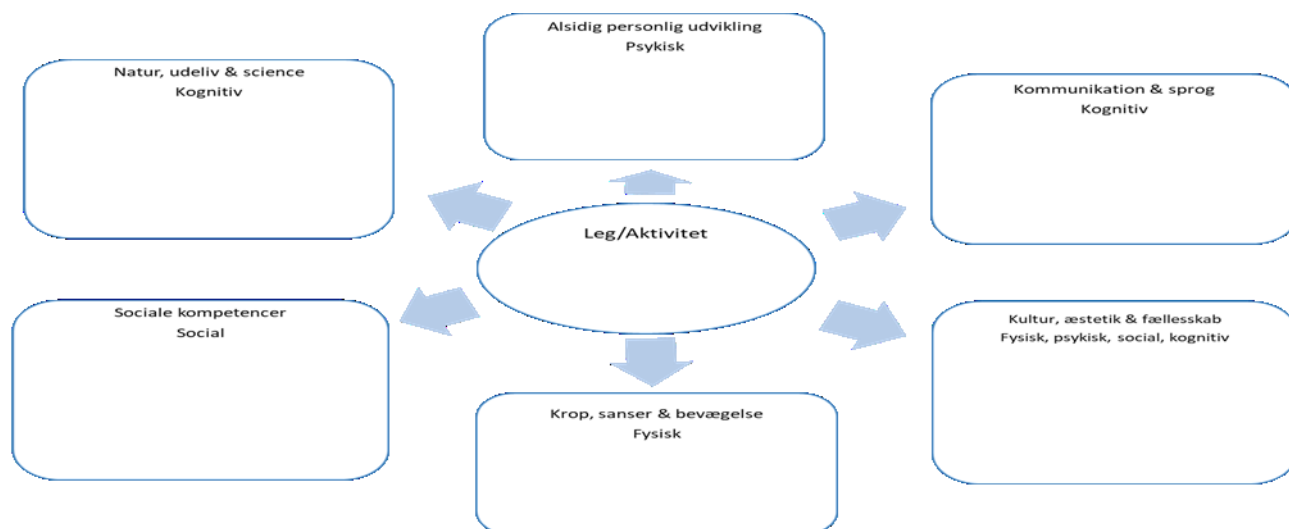 Alsidig personlig udvikling
Psykisk
Natur, udeliv & science
Kognitiv
Kommunikation & sprog
Kognitiv
Leg/Aktivitet
Sociale kompetencer
Social
Kultur, æstetik & fællesskab
Fysisk, psykisk, social, kognitiv
Krop, sanser & bevægelse
Fysisk